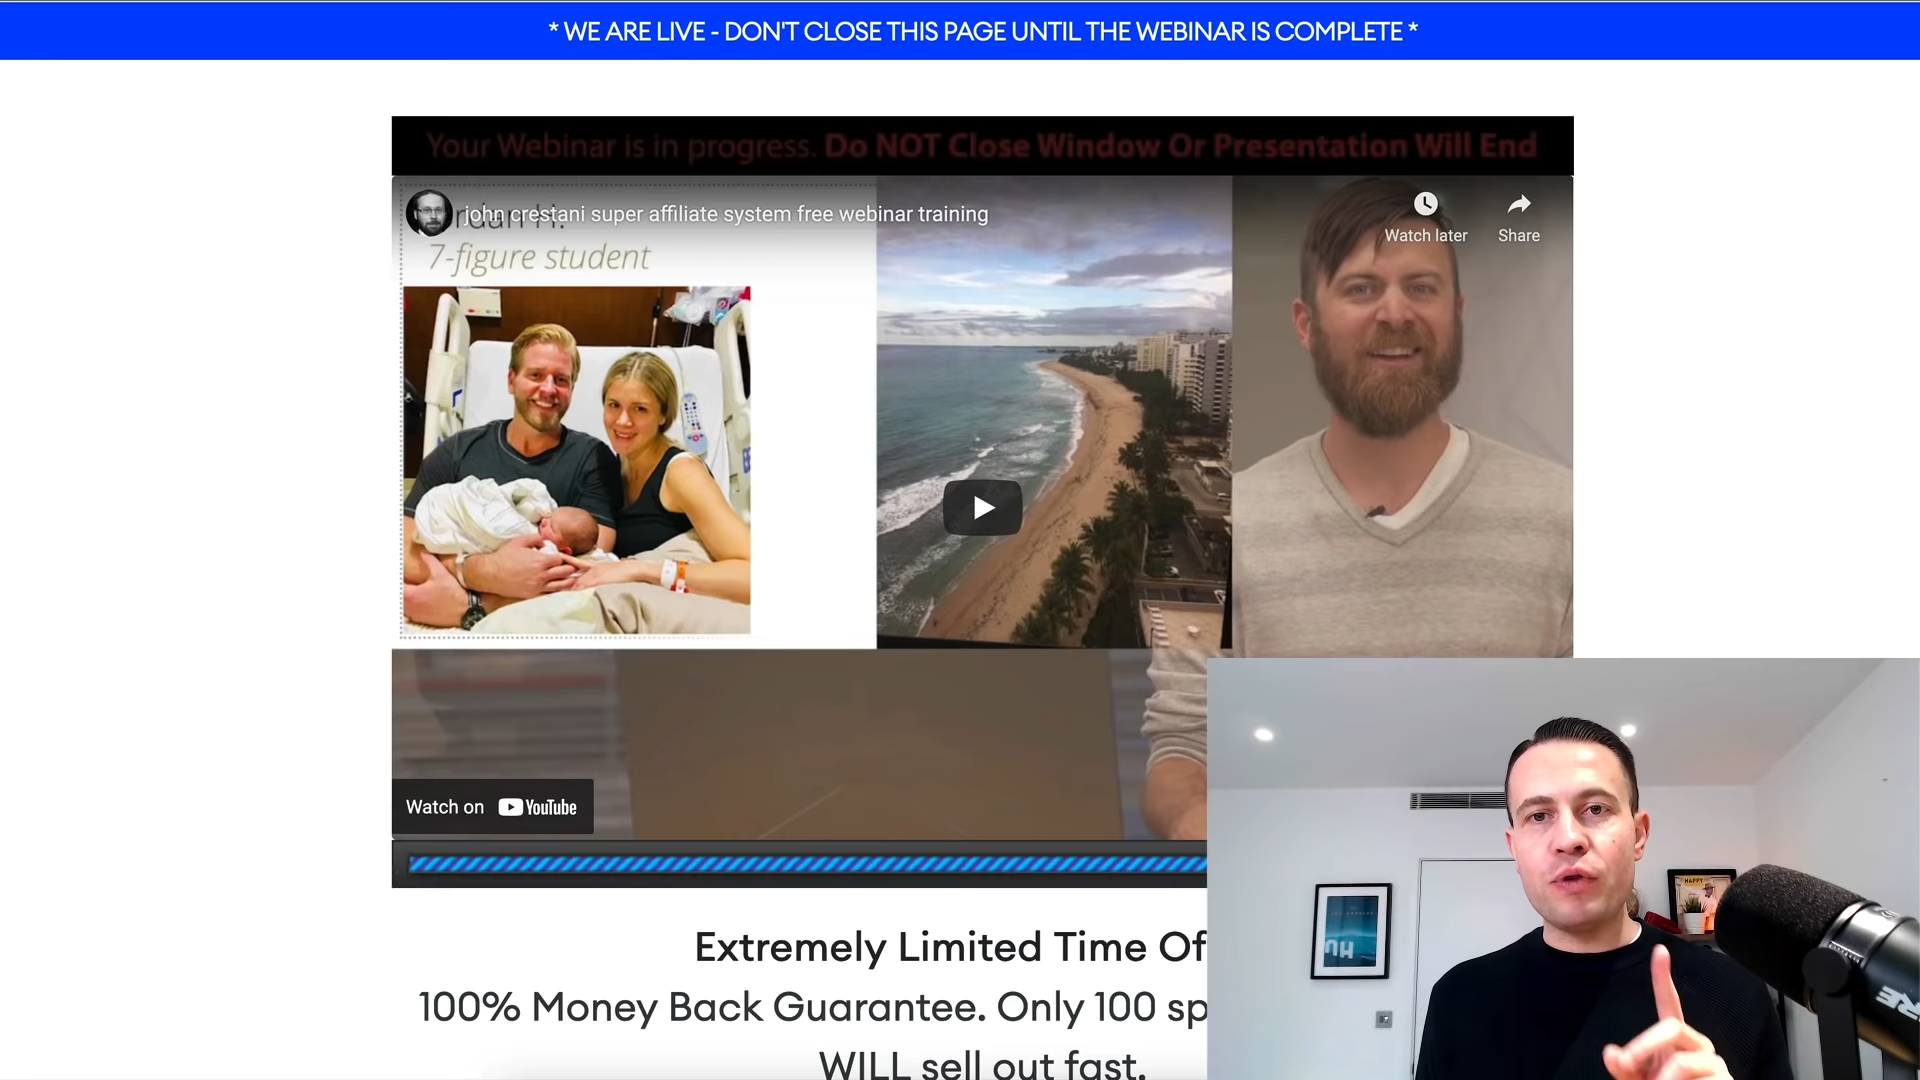 * WE ARE LIVE - DON'T CLOSE THIS PAGE UNTIL THE WEBINAR IS COMPLETE *
Your Webinar is in progress. Do NOT Close Window Or Presentation Will End
john crestani super affiliate system free webinar training
rdan H.
7-figure student
Watch later
Share
Watch on YouTube
Extremely Limited Time Of
100% Money Back Guarantee. Only 100 sp
WILL sell out fast.
HAPPY